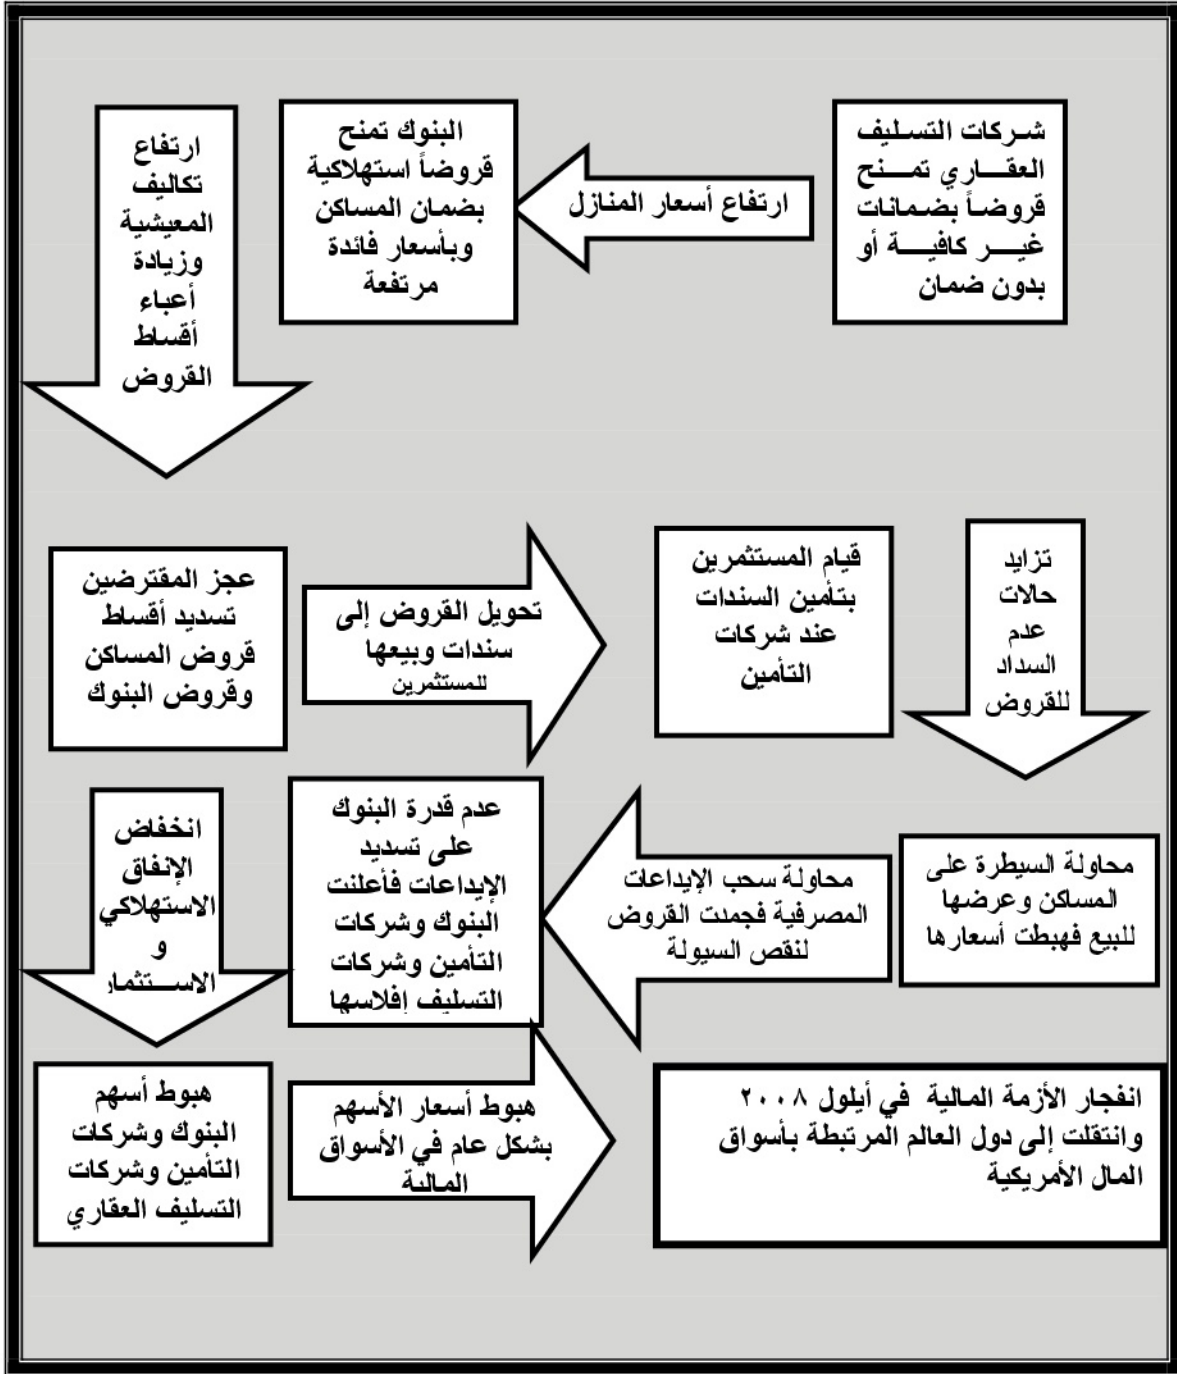 شركات التسليف
العقاري تمنح
قروضاً بضمانات
غير كافية أو
بدون ضمان
ارتفاع أسعار المنازل
البنوك تمنح
قروضاً استهلاكية
بضمان المساكن
وبأسعار فائدة
مرتفعة
ارتفاع
تكاليف
المعيشية
وزيادة
أعباء
أقساط
القروض
عجز المقترضين
تسديد أقساط
قروض المساكن
وقروض البنوك
تحويل القروض إلى
سندات وبيعها
للمستثمرين
قيام المستثمرين
بتأمين السندات
عند شركات
التأمين
تزايد
حالات
عدم
السداد
للقروض
محاولة السيطرة على
المساكن وعرضها
للبيع فهبطت أسعارها
محاولة سحب الإيداعات
المصرفية فجمدت القروض
لنقص السيولة
عدم قدرة البنوك
على تسديد
الإيداعات فأعلنت
البنوك وشركات
التأمين وشركات
التسليف إفلاسها
انخفاض
الإنفاق
الاستهلاكي
و
الاستثمار
هبوط أسهم
البنوك وشركات
التأمين وشركات
التسليف العقاري
هبوط أسعار الأسهم
بشكل عام في الأسواق
المالية
انفجار الأزمة المالية في أيلول ٢٠٠٨
وانتقلت إلى دول العالم المرتبطة بأسواق
المال الأمريكية